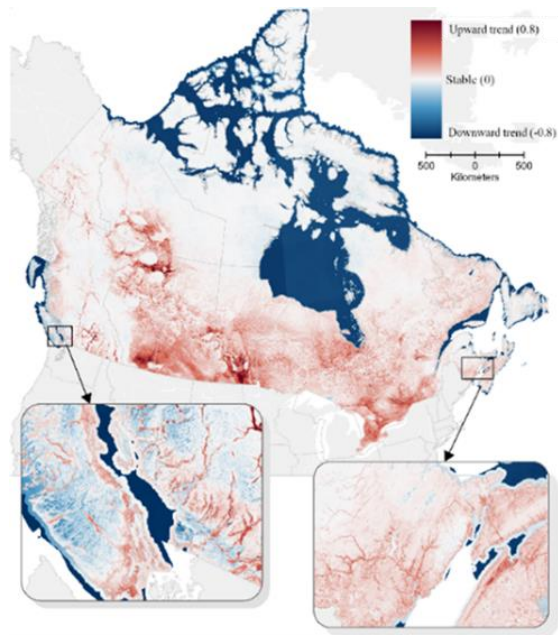 Upward trend (0.8)
Stable (0)
Downward trend (-0.8)
500 0 500
Kilometers